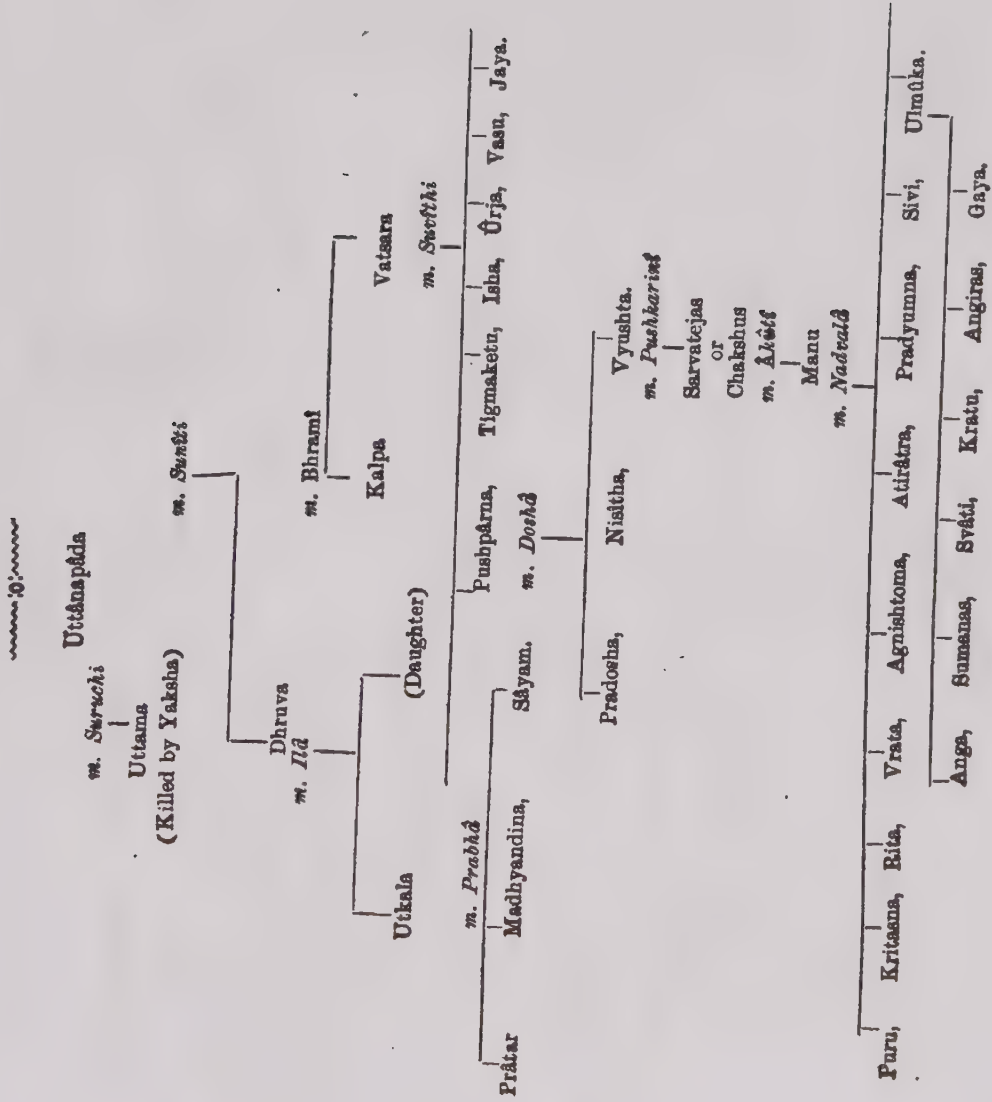 :o:
Uttânapâda
m. Suruchi
m. Sunîti
Uttama
(Killed by Yaksha)
Dhruva
m. Ilâ
m. Bhramî
Utkala
(Daughter)
Kalpa
Vatsara
m. Suvîthi
Pushpârna, Tigmaketu, Isha, Ûrja, Vasu, Jaya.
m. Prabhâ
m. Doshâ
Prâtar Madhyandina, Sâyam.
Pradosha, Nisitha, Vyushta.
m. Pushkarinî
Sarvatejas
or
Chakshus
m. Âkûtî
Manu
m. Nadvalâ
Puru, Kritasna, Rita, Vrata, Agnishtoma, Atirâtra, Pradyumna, Sivi, Ulmûka.
Anga, Sumanas, Svâti, Kratu, Angiras, Gaya.